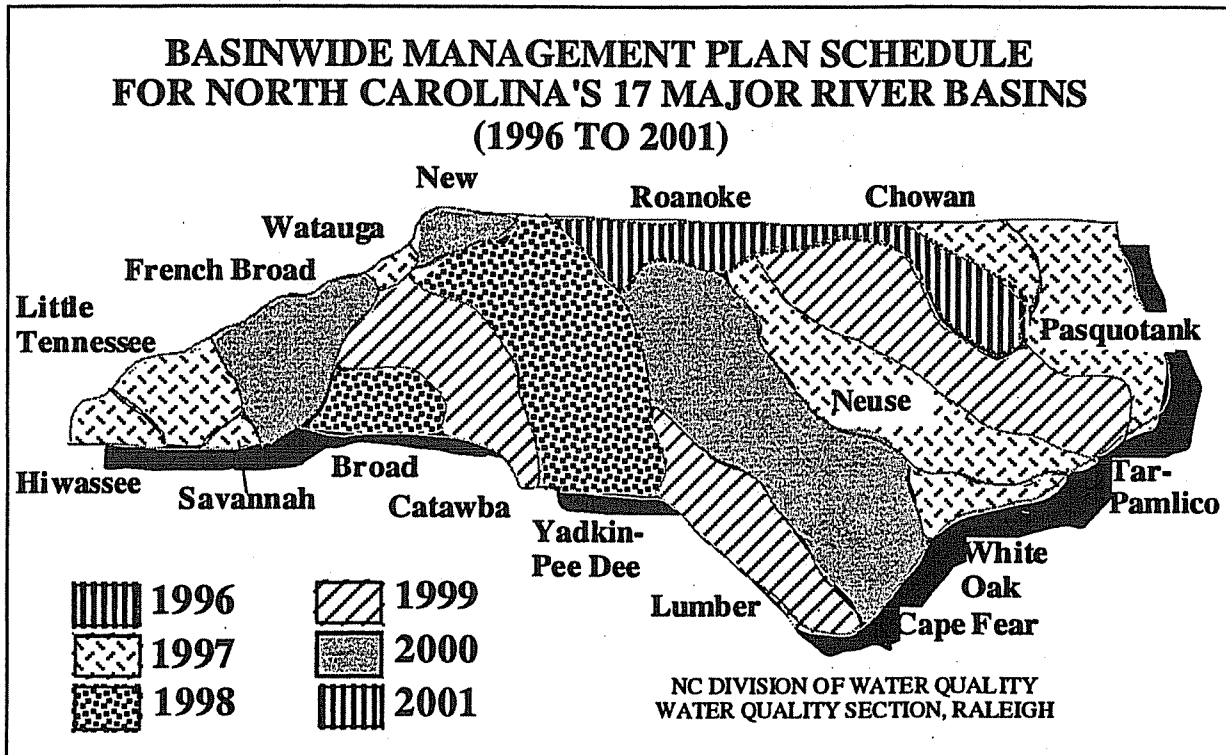 BASINWIDE MANAGEMENT PLAN SCHEDULE
FOR NORTH CAROLINA'S 17 MAJOR RIVER BASINS
(1996 TO 2001)
New
Roanoke
Chowan
Watauga
French Broad
Little
Tennessee
Pasquotank
Neuse
Hiwassee
Savannah
Broad
Catawba
Yadkin-
Pee Dee
Tar-
Pamlico
White
Oak
Lumber
Cape Fear
1996
1997
1998
1999
2000
2001
NC DIVISION OF WATER QUALITY
WATER QUALITY SECTION, RALEIGH